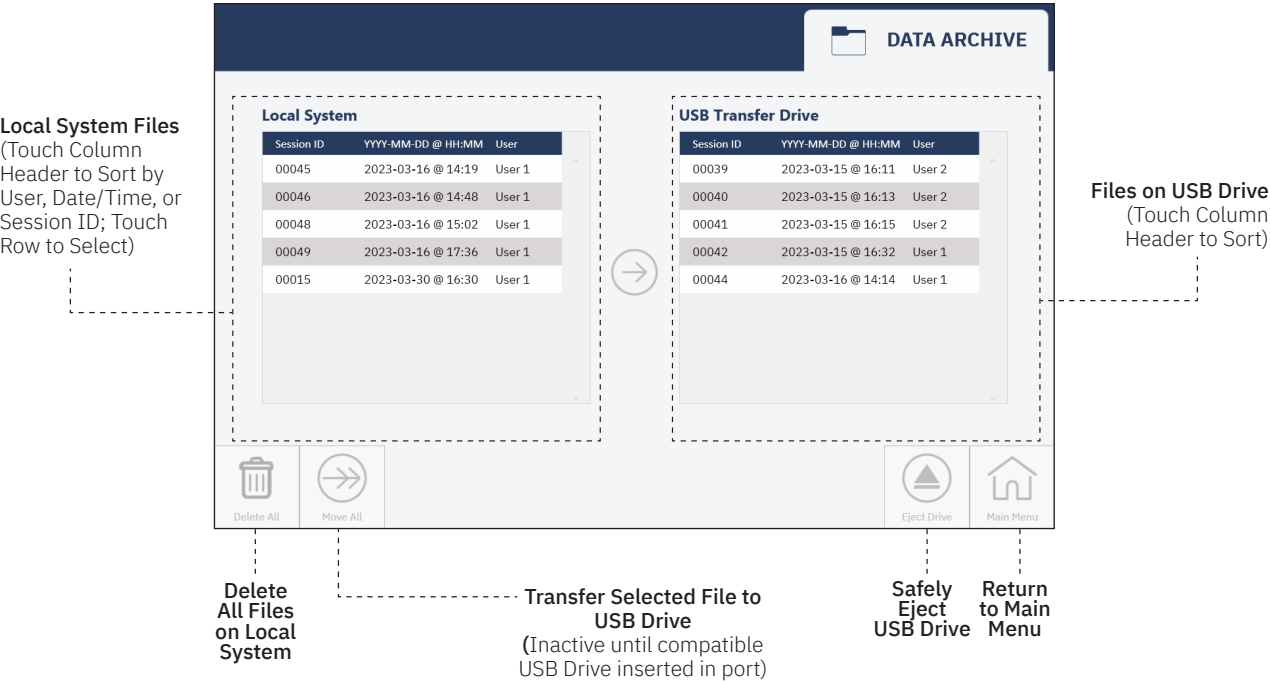 DATA ARCHIVE
Local System Files
(Touch Column
Header to Sort by
User, Date/Time, or
Session ID; Touch
Row to Select)
Local System
Session ID YYYY-MM-DD @ HH:MM User
00045 2023-03-16 @ 14:19 User 1
00046 2023-03-16 @ 14:48 User 1
00048 2023-03-16 @ 15:02 User 1
00049 2023-03-16 @ 17:36 User 1
00015 2023-03-30 @ 16:30 User 1
USB Transfer Drive
Session ID YYYY-MM-DD @ HH:MM User
00039 2023-03-15 @ 16:11 User 2
00040 2023-03-15 @ 16:13 User 2
00041 2023-03-15 @ 16:15 User 2
00042 2023-03-15 @ 16:32 User 1
00044 2023-03-16 @ 14:14 User 1
Files on USB Drive
(Touch Column
Header to Sort)
Delete All
Move All
Eject Drive
Main Menu
Delete
All Files
on Local
System
Transfer Selected File to
USB Drive
(Inactive until compatible
USB Drive inserted in port)
Safely
Eject
USB Drive
Return
to Main
Menu